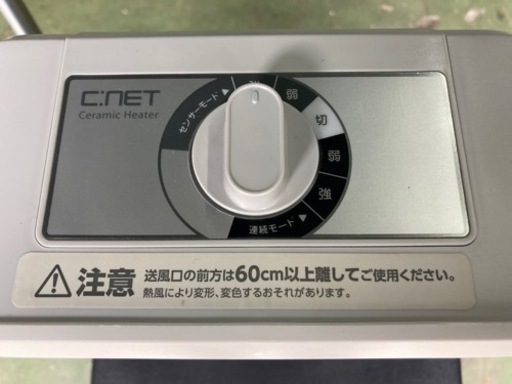 C:NET
Ceramic Heater
センサーモード▶
弱
切
弱
強
連続モード▶
注意
送風口の前方は60cm以上離してご使用ください。
熱風により変形、変色するおそれがあります。